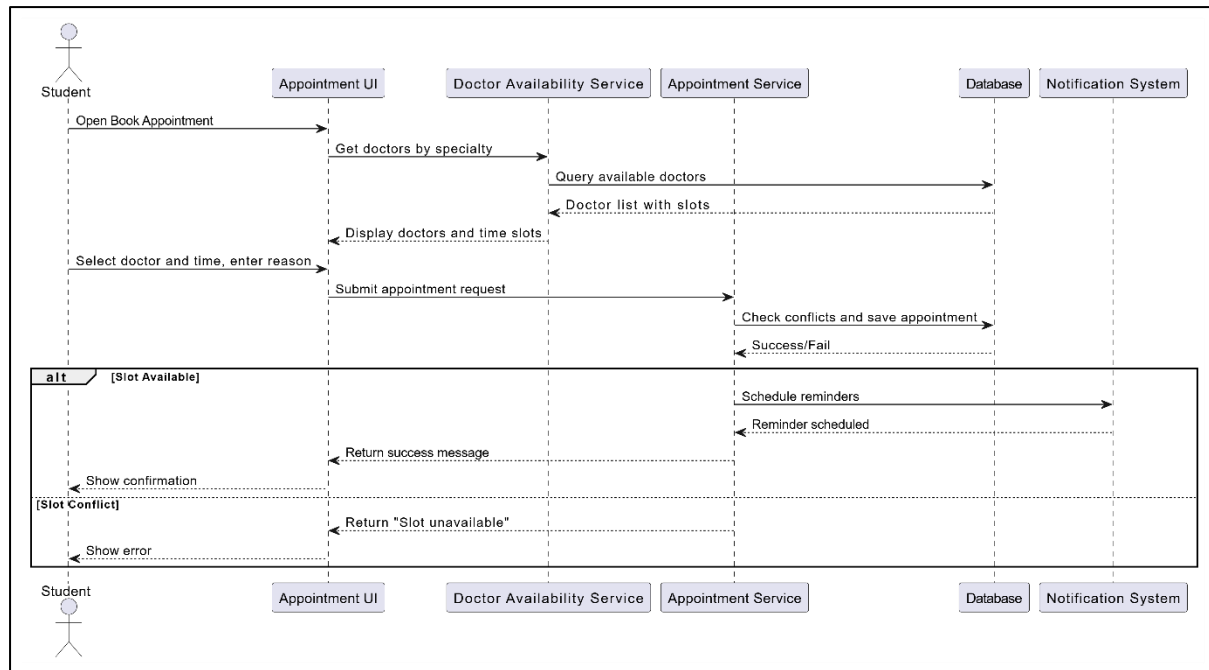 Student
Appointment UI
Doctor Availability Service
Appointment Service
Database
Notification System
Open Book Appointment
Get doctors by specialty
Query available doctors
Doctor list with slots
Display doctors and time slots
Select doctor and time, enter reason
Submit appointment request
Check conflicts and save appointment
Success/Fail
alt
[Slot Available]
Schedule reminders
Reminder scheduled
Return success message
Show confirmation
[Slot Conflict]
Return "Slot unavailable"
Show error
Student
Appointment UI
Doctor Availability Service
Appointment Service
Database
Notification System